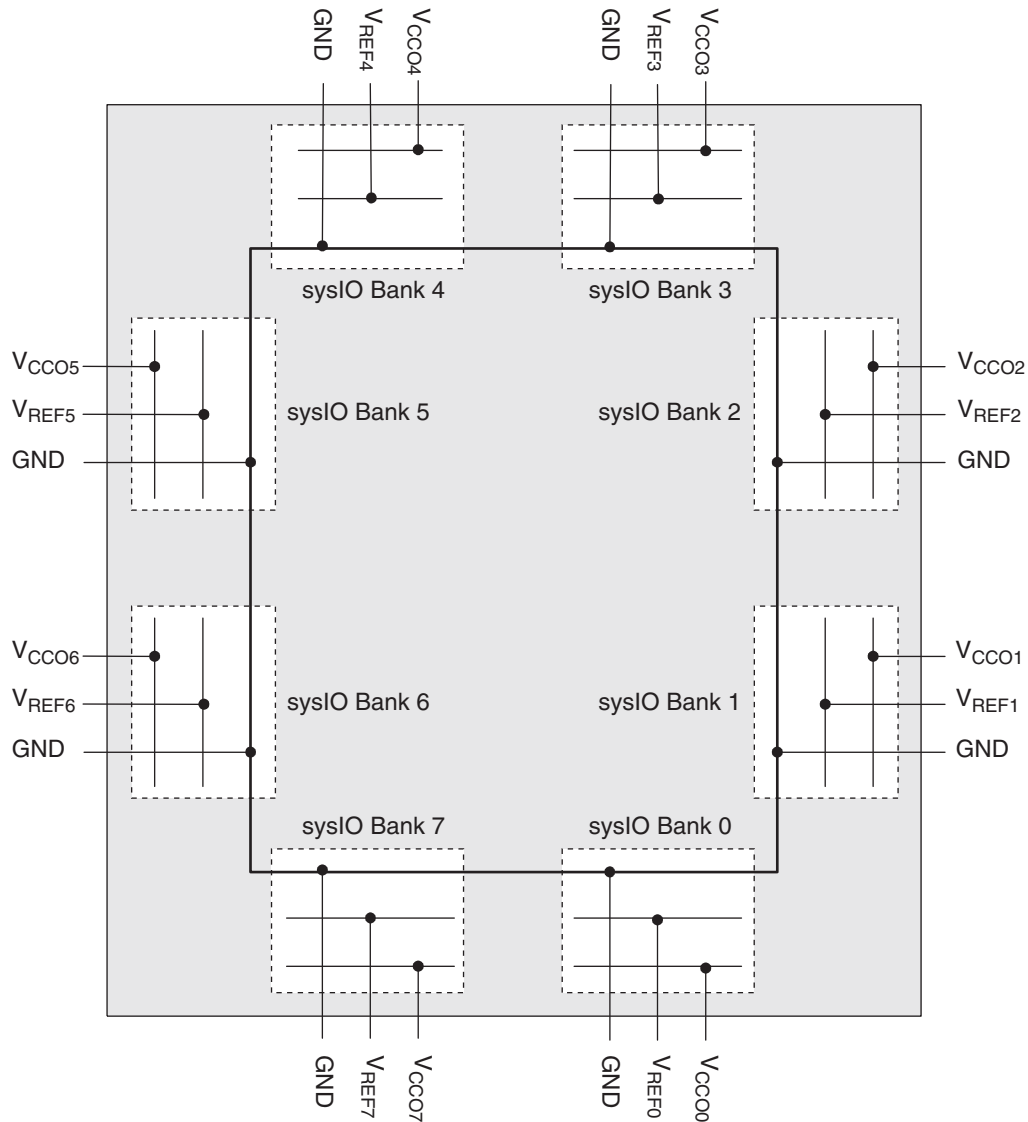 GND
VREF4
VCCO4
GND
VREF3
VCCO3
sysIO Bank 4
sysIO Bank 3
VCCO5
VREF5
GND
sysIO Bank 5
sysIO Bank 2
VCCO2
VREF2
GND
VCCO6
VREF6
GND
sysIO Bank 6
sysIO Bank 1
VCCO1
VREF1
GND
sysIO Bank 7
sysIO Bank 0
GND
VREF7
VCCO7
GND
VREF0
VCCO0